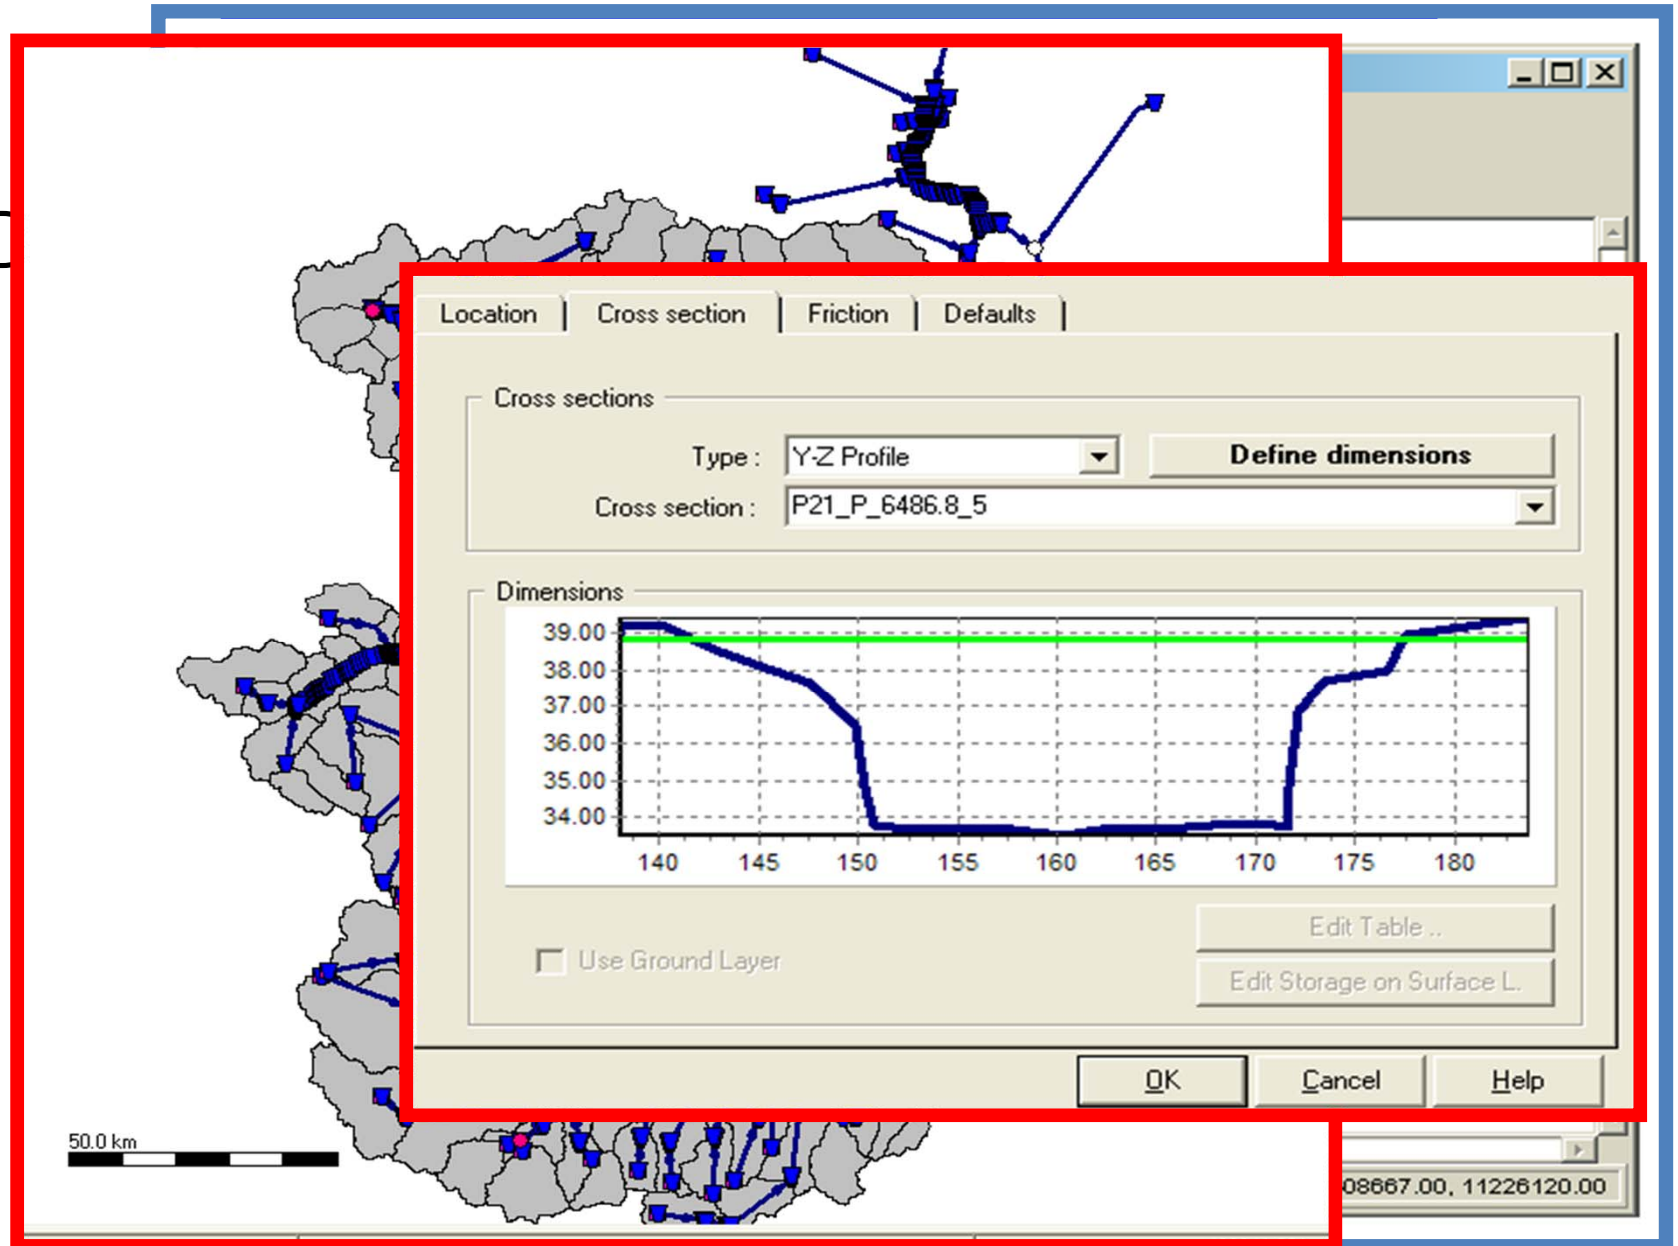 Location Cross section Friction Defaults
Cross sections
Type : Y-Z Profile Define dimensions
Cross section : P21_P_6486.8_5
Dimensions
39.00
38.00
37.00
36.00
35.00
34.00
140 145 150 155 160 165 170 175 180
Edit Table ..
Use Ground Layer
Edit Storage on Surface L.
OK Cancel Help
50.0 km
08667.00, 11226120.00